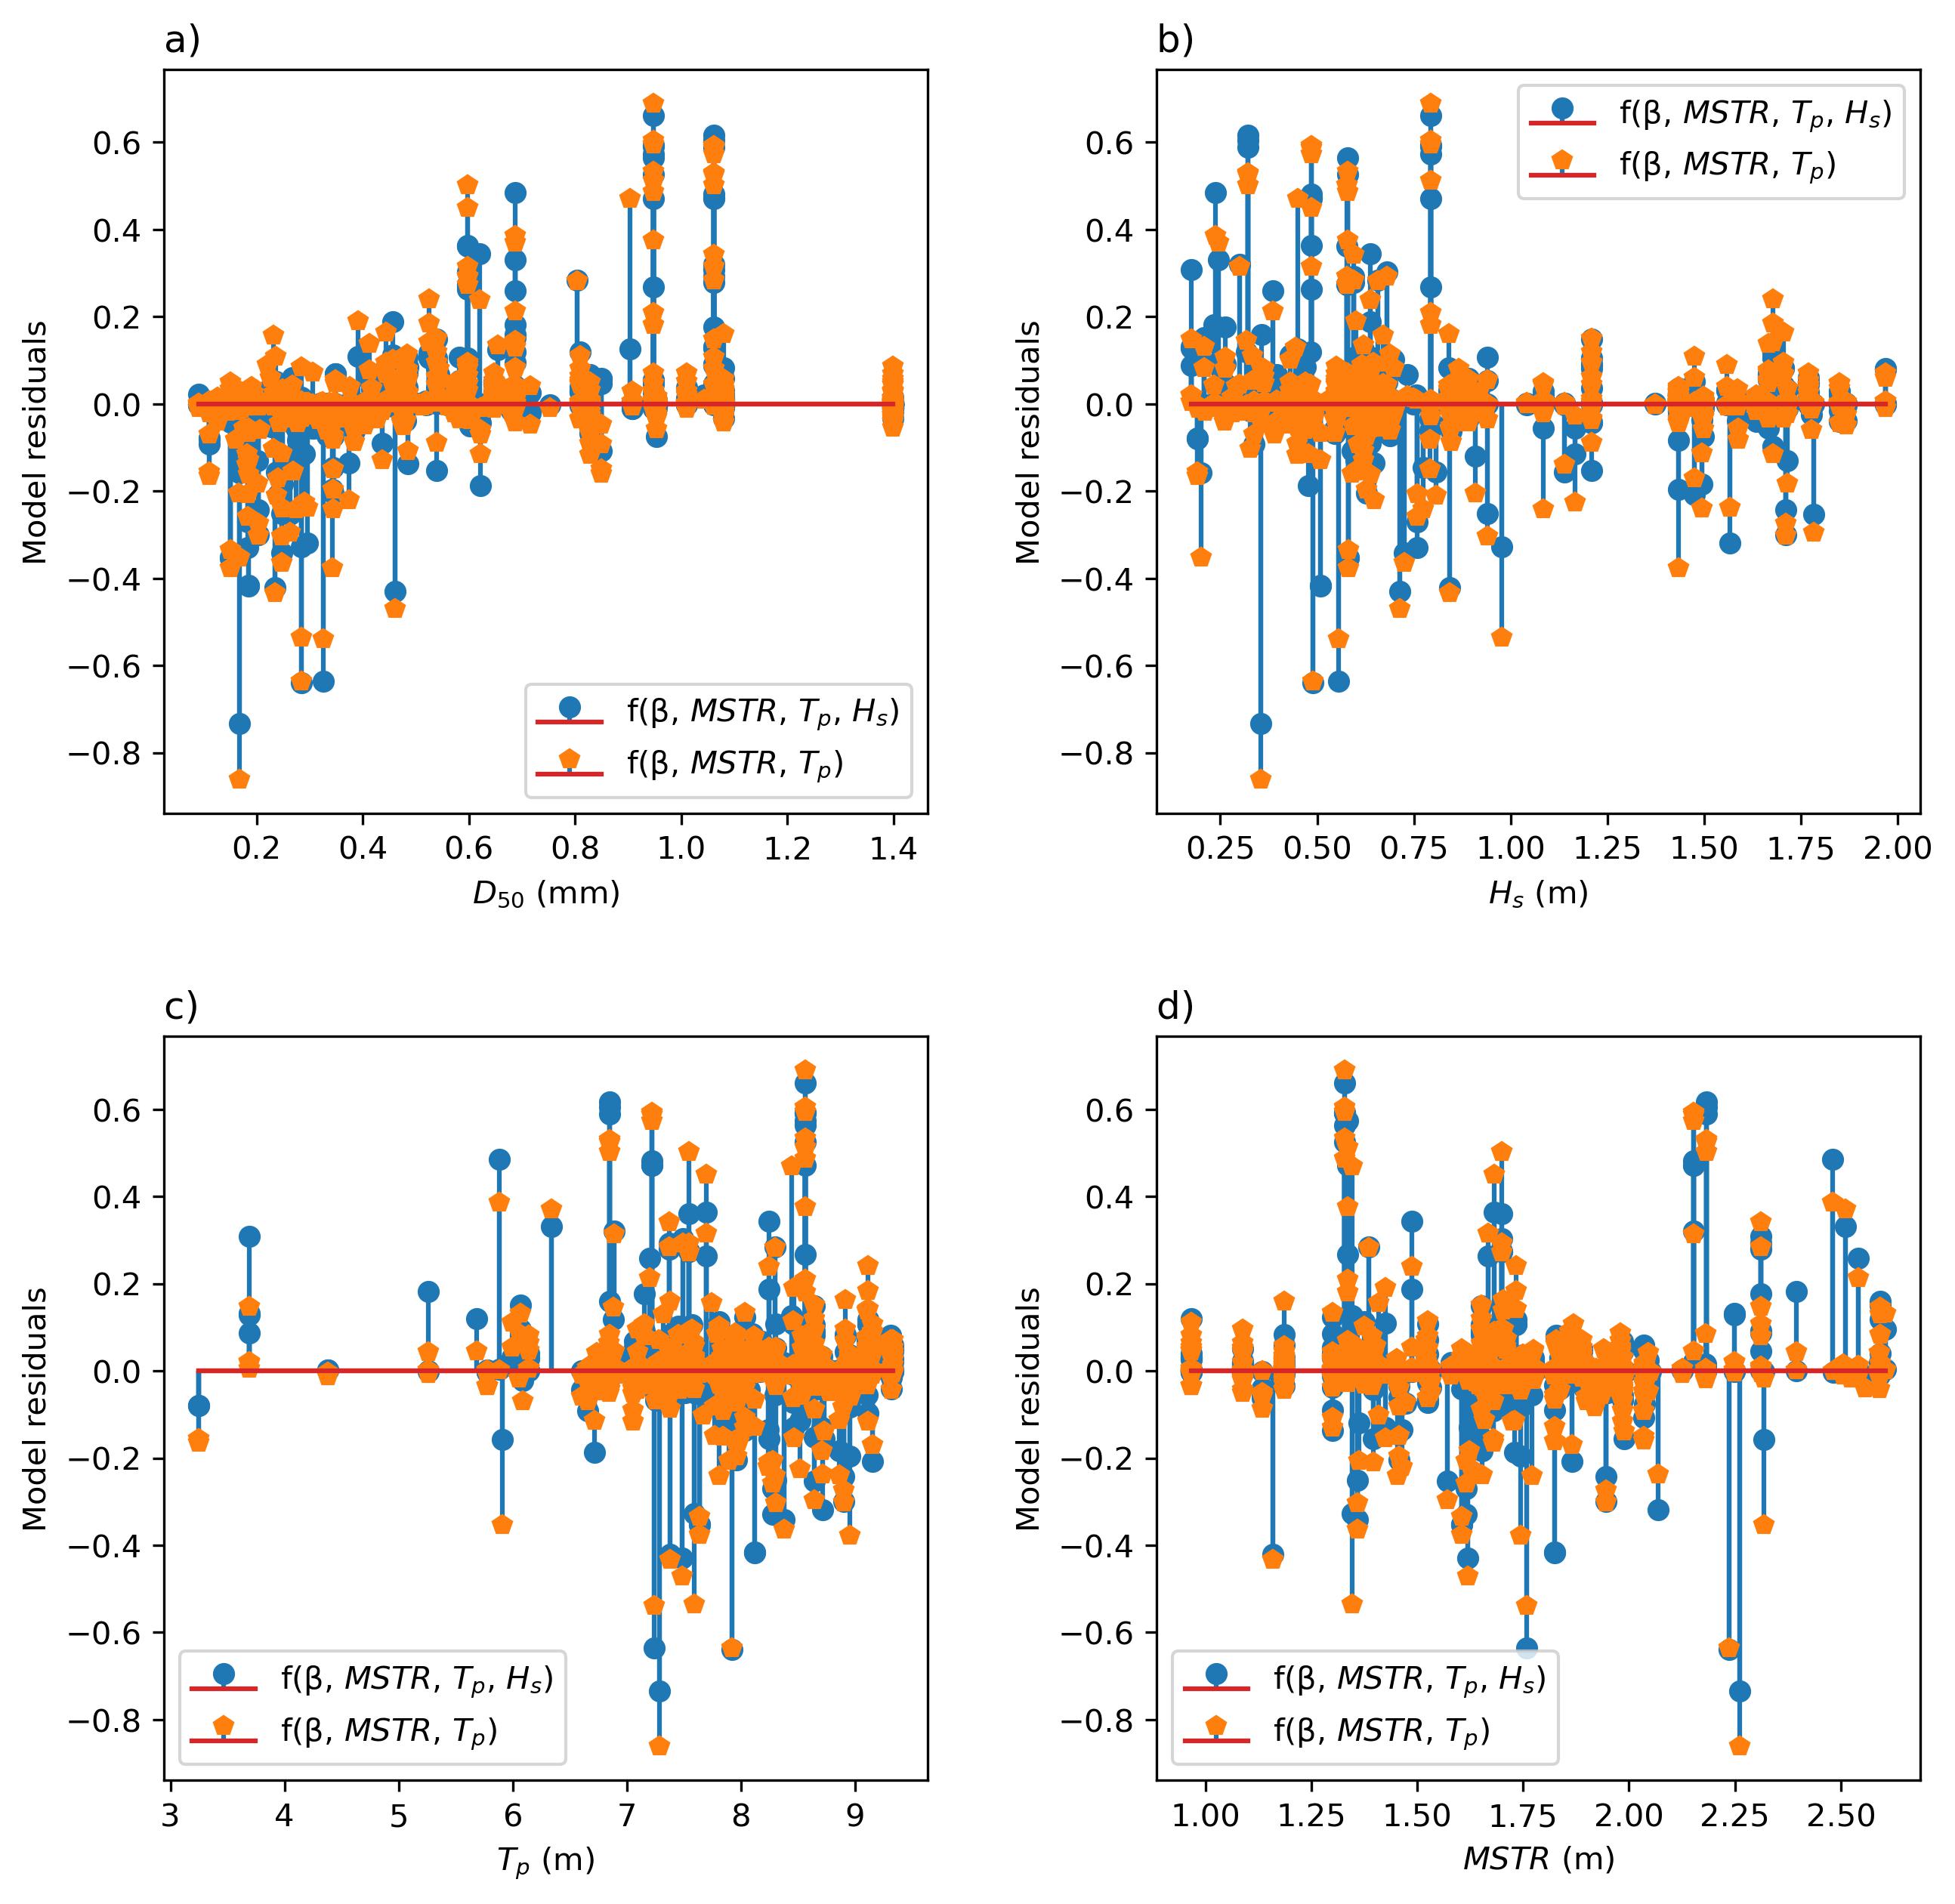 a)
Model residuals
0.6
0.4
0.2
0.0
−0.2
−0.4
−0.6
−0.8
f(β, MSTR, Tp, Hs)
f(β, MSTR, Tp)
0.2 0.4 0.6 0.8 1.0 1.2 1.4
D50 (mm)
b)
Model residuals
0.6
0.4
0.2
0.0
−0.2
−0.4
−0.6
−0.8
f(β, MSTR, Tp, Hs)
f(β, MSTR, Tp)
0.25 0.50 0.75 1.00 1.25 1.50 1.75 2.00
Hs (m)
c)
Model residuals
0.6
0.4
0.2
0.0
−0.2
−0.4
−0.6
−0.8
f(β, MSTR, Tp, Hs)
f(β, MSTR, Tp)
3 4 5 6 7 8 9
Tp (m)
d)
Model residuals
0.6
0.4
0.2
0.0
−0.2
−0.4
−0.6
−0.8
f(β, MSTR, Tp, Hs)
f(β, MSTR, Tp)
1.00 1.25 1.50 1.75 2.00 2.25 2.50
MSTR (m)